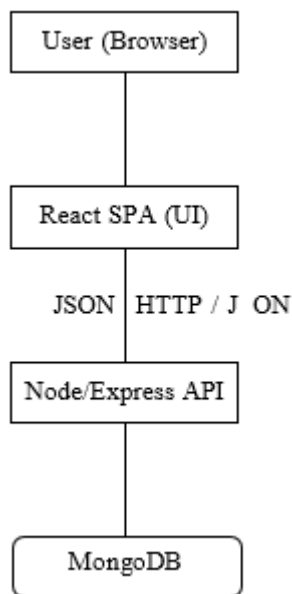 User (Browser)
React SPA (UI)
JSON HTTP / J ON
Node/Express API
MongoDB